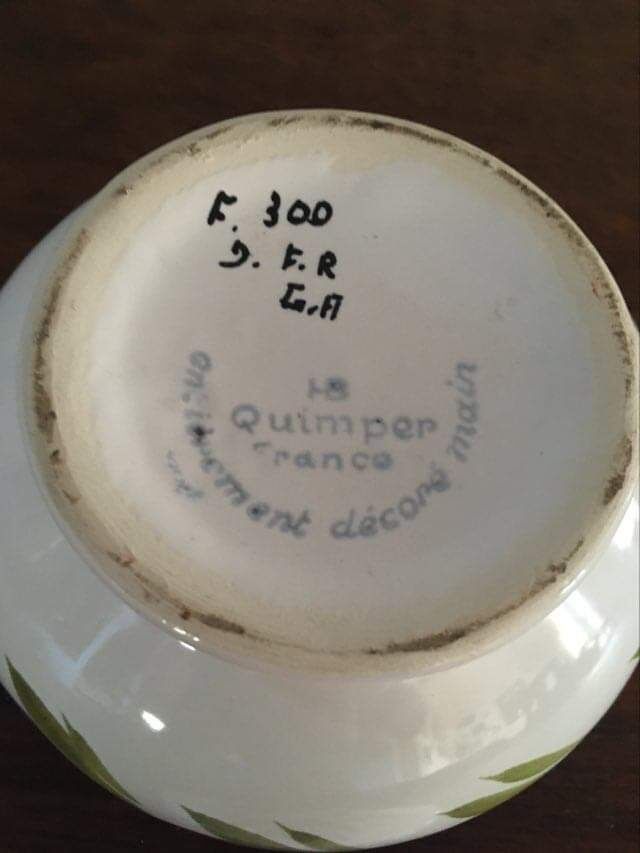 F. 300
D. F.R
G.A
HB
Quimper
France
entièrement décoré main